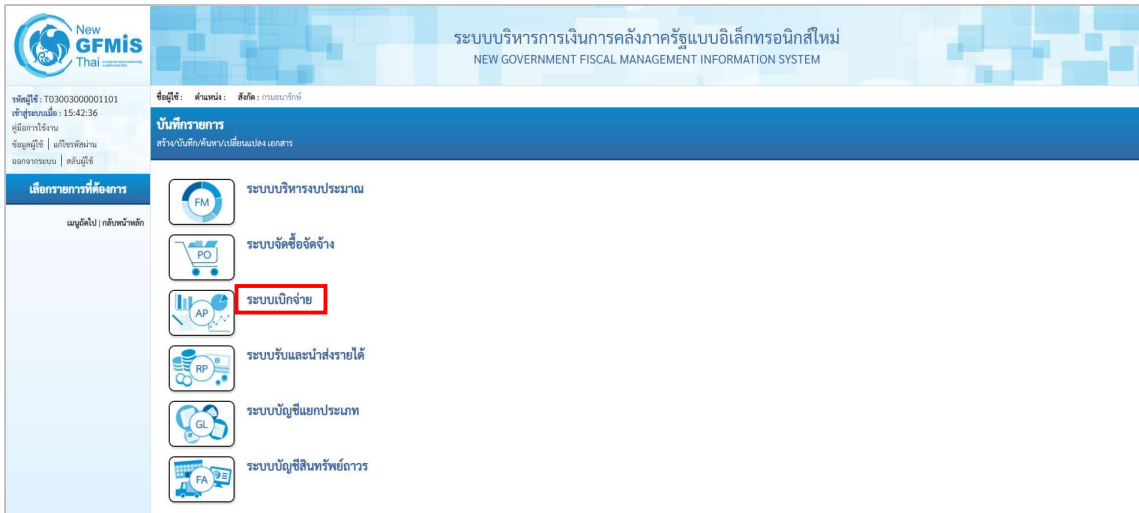 New
GFMIS
Thai
ระบบบริหารการเงินการคลังภาครัฐแบบอิเล็กทรอนิกส์ใหม่
NEW GOVERNMENT FISCAL MANAGEMENT INFORMATION SYSTEM
รหัสผู้ใช้ : T03003000001101
เข้าสู่ระบบเมื่อ : 15:42:36
คู่มือการใช้งาน
ข้อมูลผู้ใช้ | แก้ไขรหัสผ่าน
ออกจากระบบ | สลับผู้ใช้
ชื่อผู้ใช้ : ตำแหน่ง : สังกัด : กรมธนารักษ์
บันทึกรายการ
สร้าง/บันทึก/ค้นหา/เปลี่ยนแปลง เอกสาร
เลือกรายการที่ต้องการ
เมนูถัดไป | กลับหน้าหลัก
FM
ระบบบริหารงบประมาณ
PO
ระบบจัดซื้อจัดจ้าง
AP
ระบบเบิกจ่าย
RP
ระบบรับและนำส่งรายได้
GL
ระบบบัญชีแยกประเภท
FA
ระบบบัญชีสินทรัพย์ถาวร